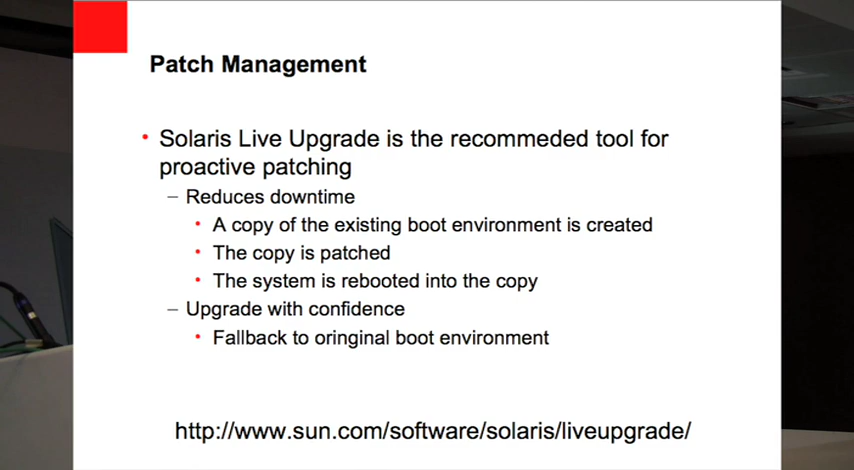 Patch Management
• Solaris Live Upgrade is the recommeded tool for
proactive patching
– Reduces downtime
• A copy of the existing boot environment is created
• The copy is patched
• The system is rebooted into the copy
– Upgrade with confidence
• Fallback to oringinal boot environment
http://www.sun.com/software/solaris/liveupgrade/